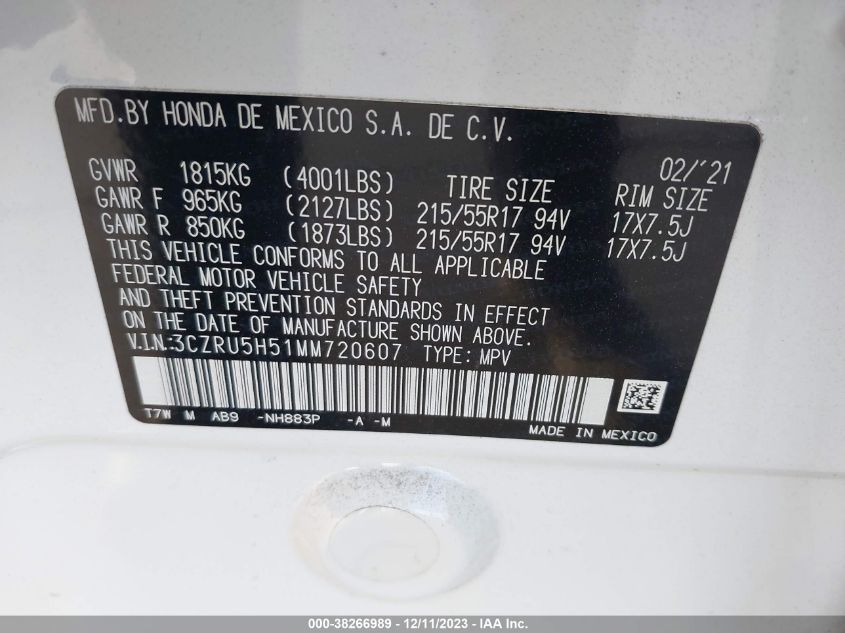 MFD.BY HONDA DE MEXICO S.A. DE C.V.
02/'21
GVWR 1815KG (4001LBS) TIRE SIZE RIM SIZE
GAWR F 965KG (2127LBS) 215/55R17 94V 17X7.5J
GAWR R 850KG (1873LBS) 215/55R17 94V 17X7.5J
THIS VEHICLE CONFORMS TO ALL APPLICABLE
FEDERAL MOTOR VEHICLE SAFETY
AND THEFT PREVENTION STANDARDS IN EFFECT
ON THE DATE OF MANUFACTURE SHOWN ABOVE.
V.I.N.:3CZRU5H51MM720607 TYPE: MPV
T7W M AB9 -NH883P -A -M
MADE IN MEXICO
000-38266989 - 12/11/2023 - Copyright IAA, LLC